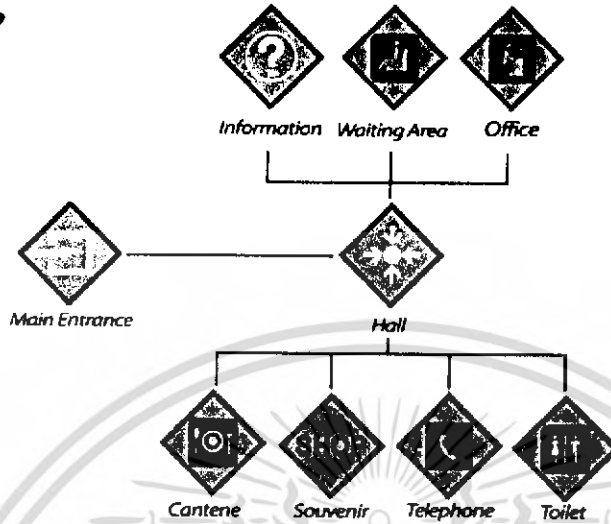 ?
Information Waiting Area Office
Main Entrance
Hall
SHOP
Cantene Souvenir Telephone Toilet